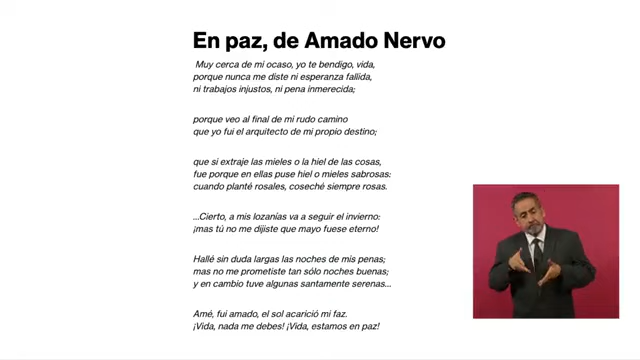 En paz, de Amado Nervo
Muy cerca de mi ocaso, yo te bendigo, vida,
porque nunca me diste ni esperanza fallida,
ni trabajos injustos, ni pena inmerecida;
porque veo al final de mi rudo camino
que yo fui el arquitecto de mi propio destino;
que si extraje las mieles o la hiel de las cosas,
fue porque en ellas puse hiel o mieles sabrosas:
cuando planté rosales, coseché siempre rosas.
...Cierto, a mis lozanías va a seguir el invierno:
¡mas tú no me dijiste que mayo fuese eterno!
Hallé sin duda largas las noches de mis penas;
mas no me prometiste tan sólo noches buenas;
y en cambio tuve algunas santamente serenas...
Amé, fui amado, el sol acarició mi faz.
¡Vida, nada me debes! ¡Vida, estamos en paz!